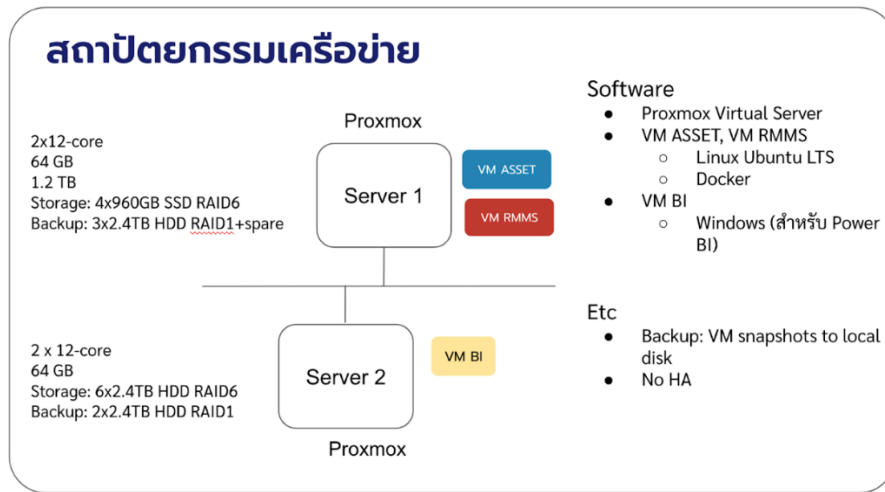 สถาปัตยกรรมเครือข่าย
Proxmox
2x12-core
64 GB
1.2 TB
Storage: 4x960GB SSD RAID6
Backup: 3x2.4TB HDD RAID1+spare
Server 1
VM ASSET
VM RMMS
2 x 12-core
64 GB
Storage: 6x2.4TB HDD RAID6
Backup: 2x2.4TB HDD RAID1
Server 2
VM BI
Proxmox
Software
● Proxmox Virtual Server
● VM ASSET, VM RMMS
○ Linux Ubuntu LTS
○ Docker
● VM BI
○ Windows (สำหรับ Power
BI)
Etc
● Backup: VM snapshots to local
disk
● No HA